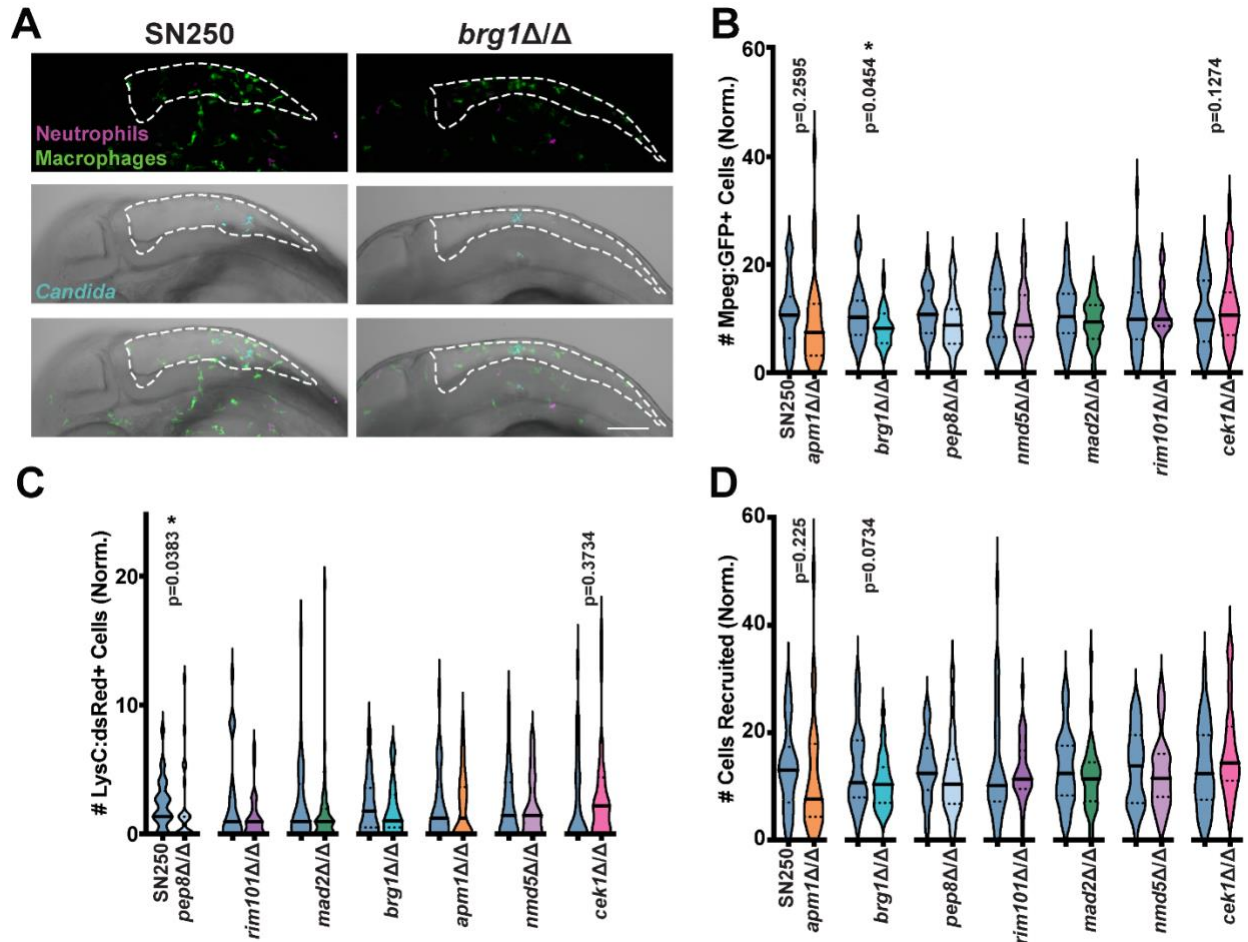 A
SN250
brg1Δ/Δ
Neutrophils
Macrophages
Candida
B
# Mpeg:GFP+ Cells (Norm.)
60
40
20
0
p=0.2595
p=0.0454 *
p=0.1274
SN250
apm1Δ/Δ
brg1Δ/Δ
pep8Δ/Δ
nmd5Δ/Δ
mad2Δ/Δ
rim101Δ/Δ
cek1Δ/Δ
C
# LysC:dsRed+ Cells (Norm.)
20
10
0
p=0.0383 *
p=0.3734
SN250
pep8Δ/Δ
rim101Δ/Δ
mad2Δ/Δ
brg1Δ/Δ
apm1Δ/Δ
nmd5Δ/Δ
cek1Δ/Δ
D
# Cells Recruited (Norm.)
60
40
20
0
p=0.225
p=0.0734
SN250
apm1Δ/Δ
brg1Δ/Δ
pep8Δ/Δ
rim101Δ/Δ
mad2Δ/Δ
nmd5Δ/Δ
cek1Δ/Δ